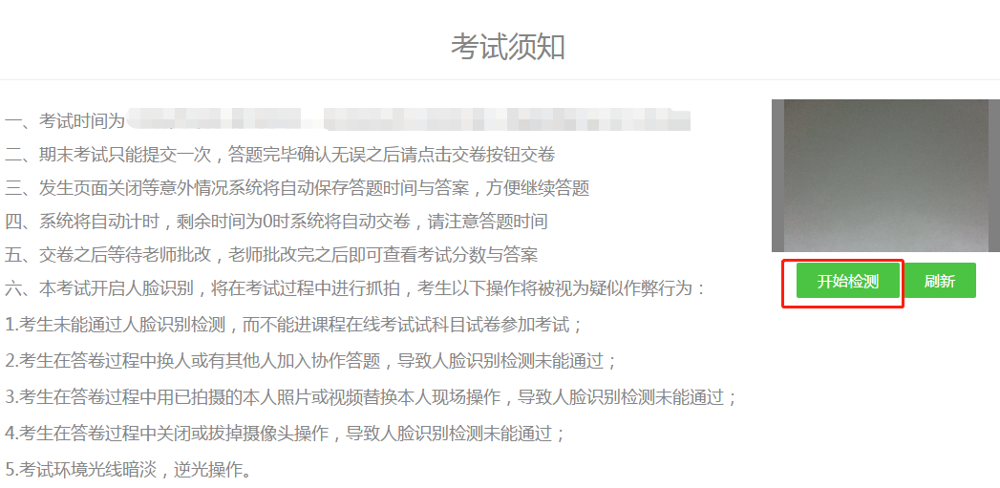 考试须知
一、考试时间为
二、期末考试只能提交一次，答题完毕确认无误之后请点击交卷按钮交卷
三、发生页面关闭等意外情况系统将自动保存答题时间与答案，方便继续答题
四、系统将自动计时，剩余时间为0时系统将自动交卷，请注意答题时间
五、交卷之后等待老师批改，老师批改完之后即可查看考试分数与答案
六、本考试开启人脸识别，将在考试过程中进行抓拍，考生以下操作将被视为疑似作弊行为：
1.考生未能通过人脸识别检测，而不能进课程在线考试试科目试卷参加考试；
2.考生在答卷过程中换人或有其他人加入协作答题，导致人脸识别检测未能通过；
3.考生在答卷过程中用已拍摄的本人照片或视频替换本人现场操作，导致人脸识别检测未能通过；
4.考生在答卷过程中关闭或拔掉摄像头操作，导致人脸识别检测未能通过；
5.考试环境光线暗淡，逆光操作。
开始检测
刷新